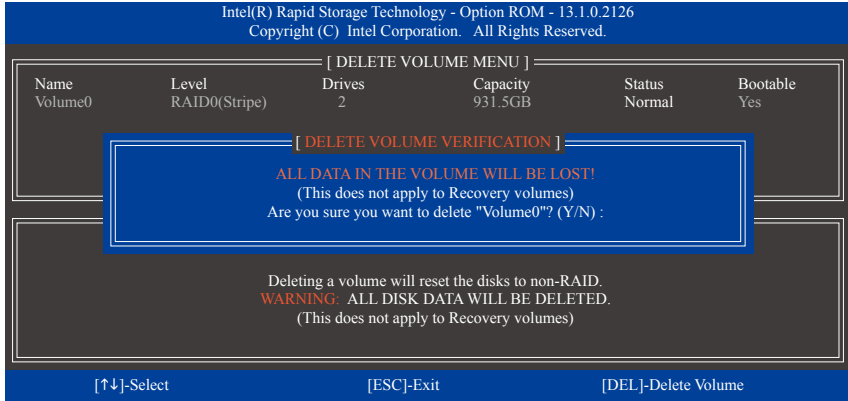 Intel(R) Rapid Storage Technology - Option ROM - 13.1.0.2126
Copyright (C) Intel Corporation. All Rights Reserved.
[ DELETE VOLUME MENU ]
Name Level Drives Capacity Status Bootable
Volume0 RAID0(Stripe) 2 931.5GB Normal Yes
[ DELETE VOLUME VERIFICATION ]
ALL DATA IN THE VOLUME WILL BE LOST!
(This does not apply to Recovery volumes)
Are you sure you want to delete "Volume0"? (Y/N) :
Deleting a volume will reset the disks to non-RAID.
WARNING: ALL DISK DATA WILL BE DELETED.
(This does not apply to Recovery volumes)
[↑↓]-Select [ESC]-Exit [DEL]-Delete Volume